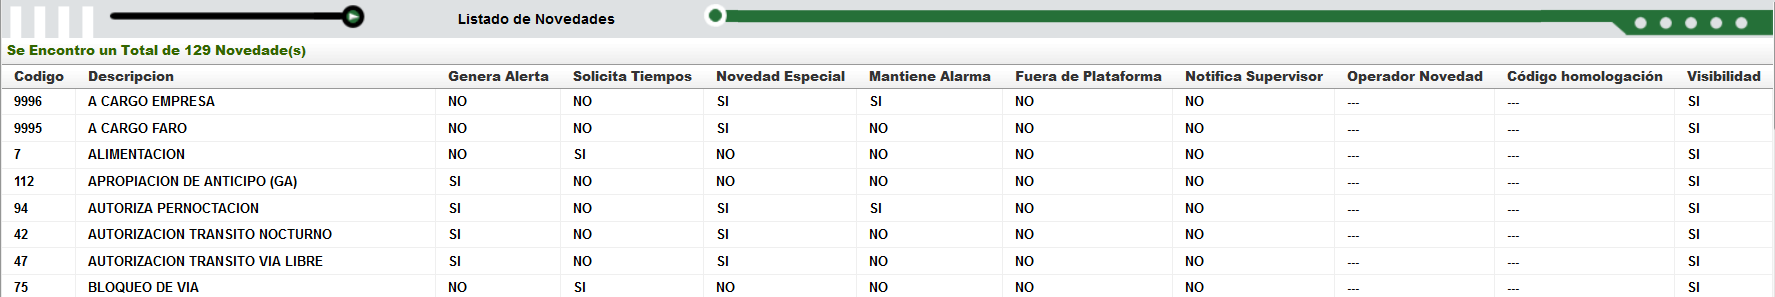 Listado de Novedades
Se Encontro un Total de 129 Novedade(s)
Codigo Descripcion Genera Alerta Solicita Tiempos Novedad Especial Mantiene Alarma Fuera de Plataforma Notifica Supervisor Operador Novedad Código homologación Visibilidad
9996 A CARGO EMPRESA NO NO SI SI NO NO --- --- SI
9995 A CARGO FARO NO NO SI NO NO NO --- --- SI
7 ALIMENTACION NO SI NO NO NO NO --- --- SI
112 APROPIACION DE ANTICIPO (GA) SI NO NO NO NO NO --- --- SI
94 AUTORIZA PERNOCTACION SI NO SI SI NO NO --- --- SI
42 AUTORIZACION TRANSITO NOCTURNO SI NO SI NO NO NO --- --- SI
47 AUTORIZACION TRANSITO VIA LIBRE SI NO SI NO NO NO --- --- SI
75 BLOQUEO DE VIA NO SI NO NO NO NO --- --- SI